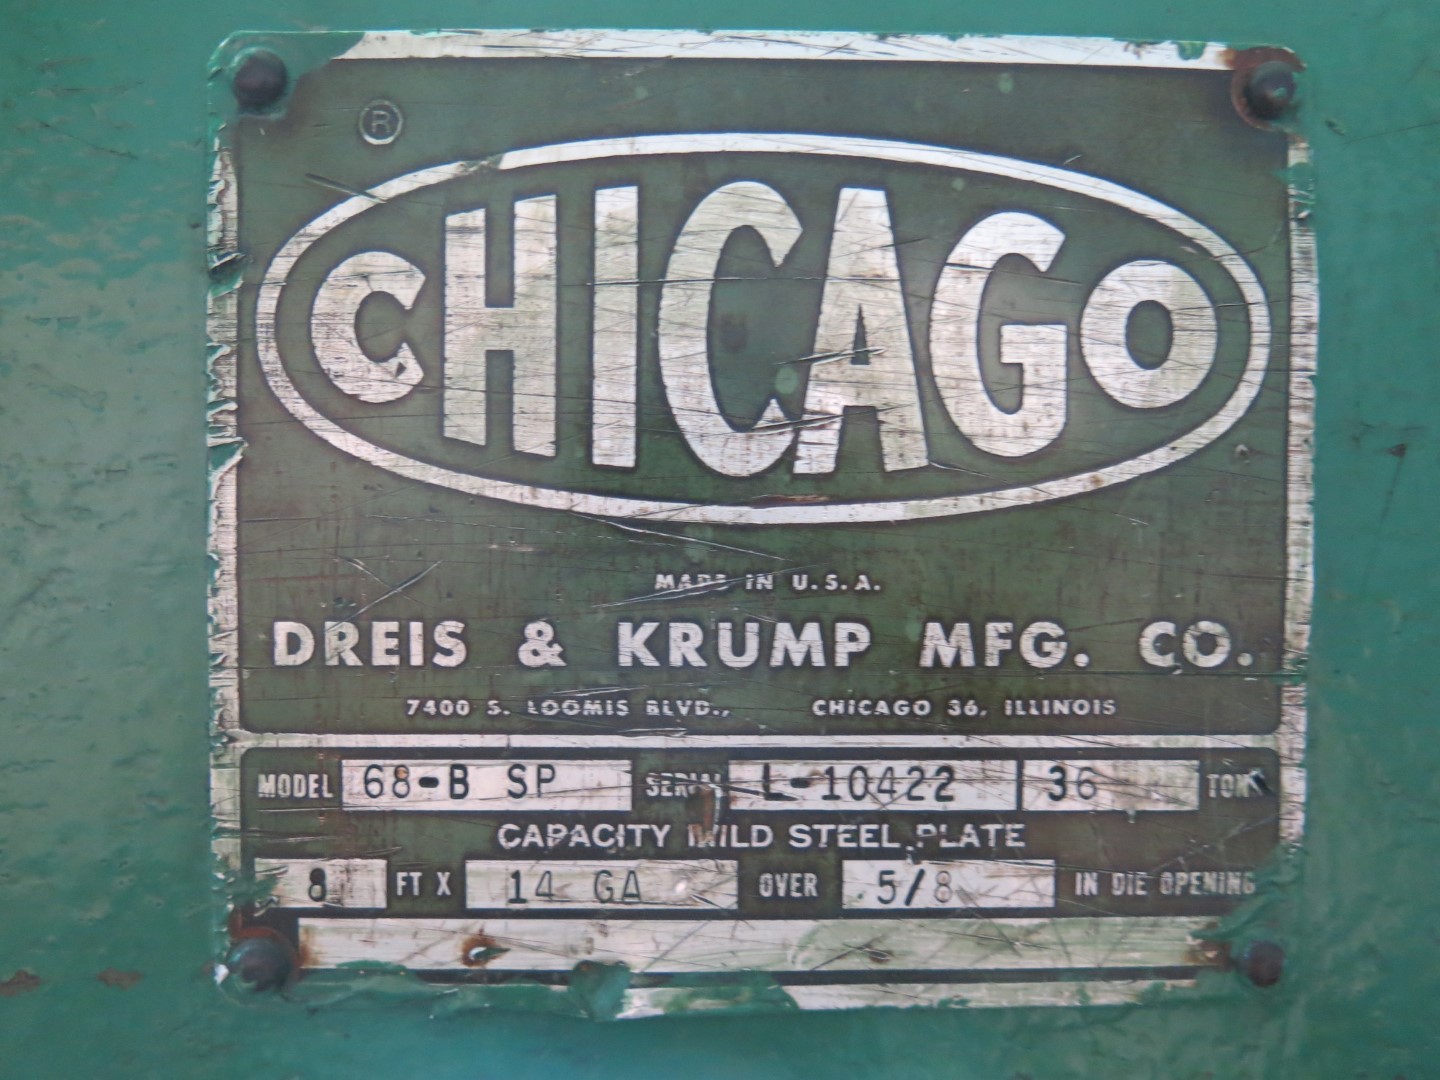 ®
CHICAGO
MADE IN U.S.A.
DREIS & KRUMP MFG. CO.
7400 S. LOOMIS BLVD., CHICAGO 36, ILLINOIS
MODEL 68-B SP SERIAL L-10422 36 TONS
CAPACITY MILD STEEL PLATE
8 FT X 14 GA OVER 5/8 IN DIE OPENING